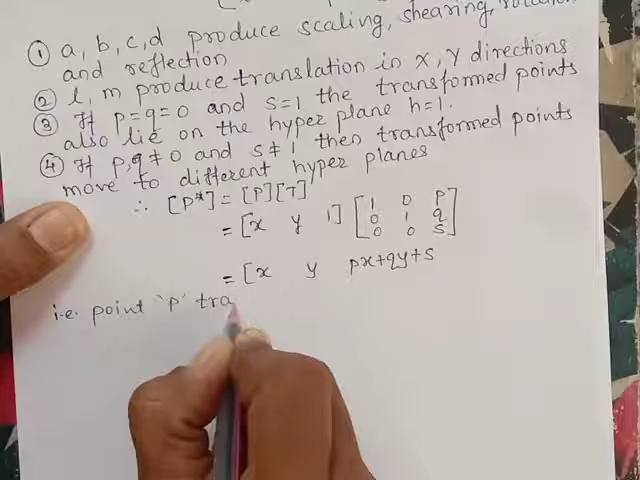 ① a, b, c, d produce scaling, shearing, rotation
and reflection
② l, m produce translation in x, y directions
③ If p=q=0 and s=1 the transformed points
also lie on the hyper plane h=1.
④ If p,q ≠ 0 and s ≠ 1 then transformed points
move to different hyper planes
∴ [P*] = [P][T]
= [x y 1] [1 0 p
0 1 q
0 0 s]
= [x y px+qy+s
i.e. point 'p' tra